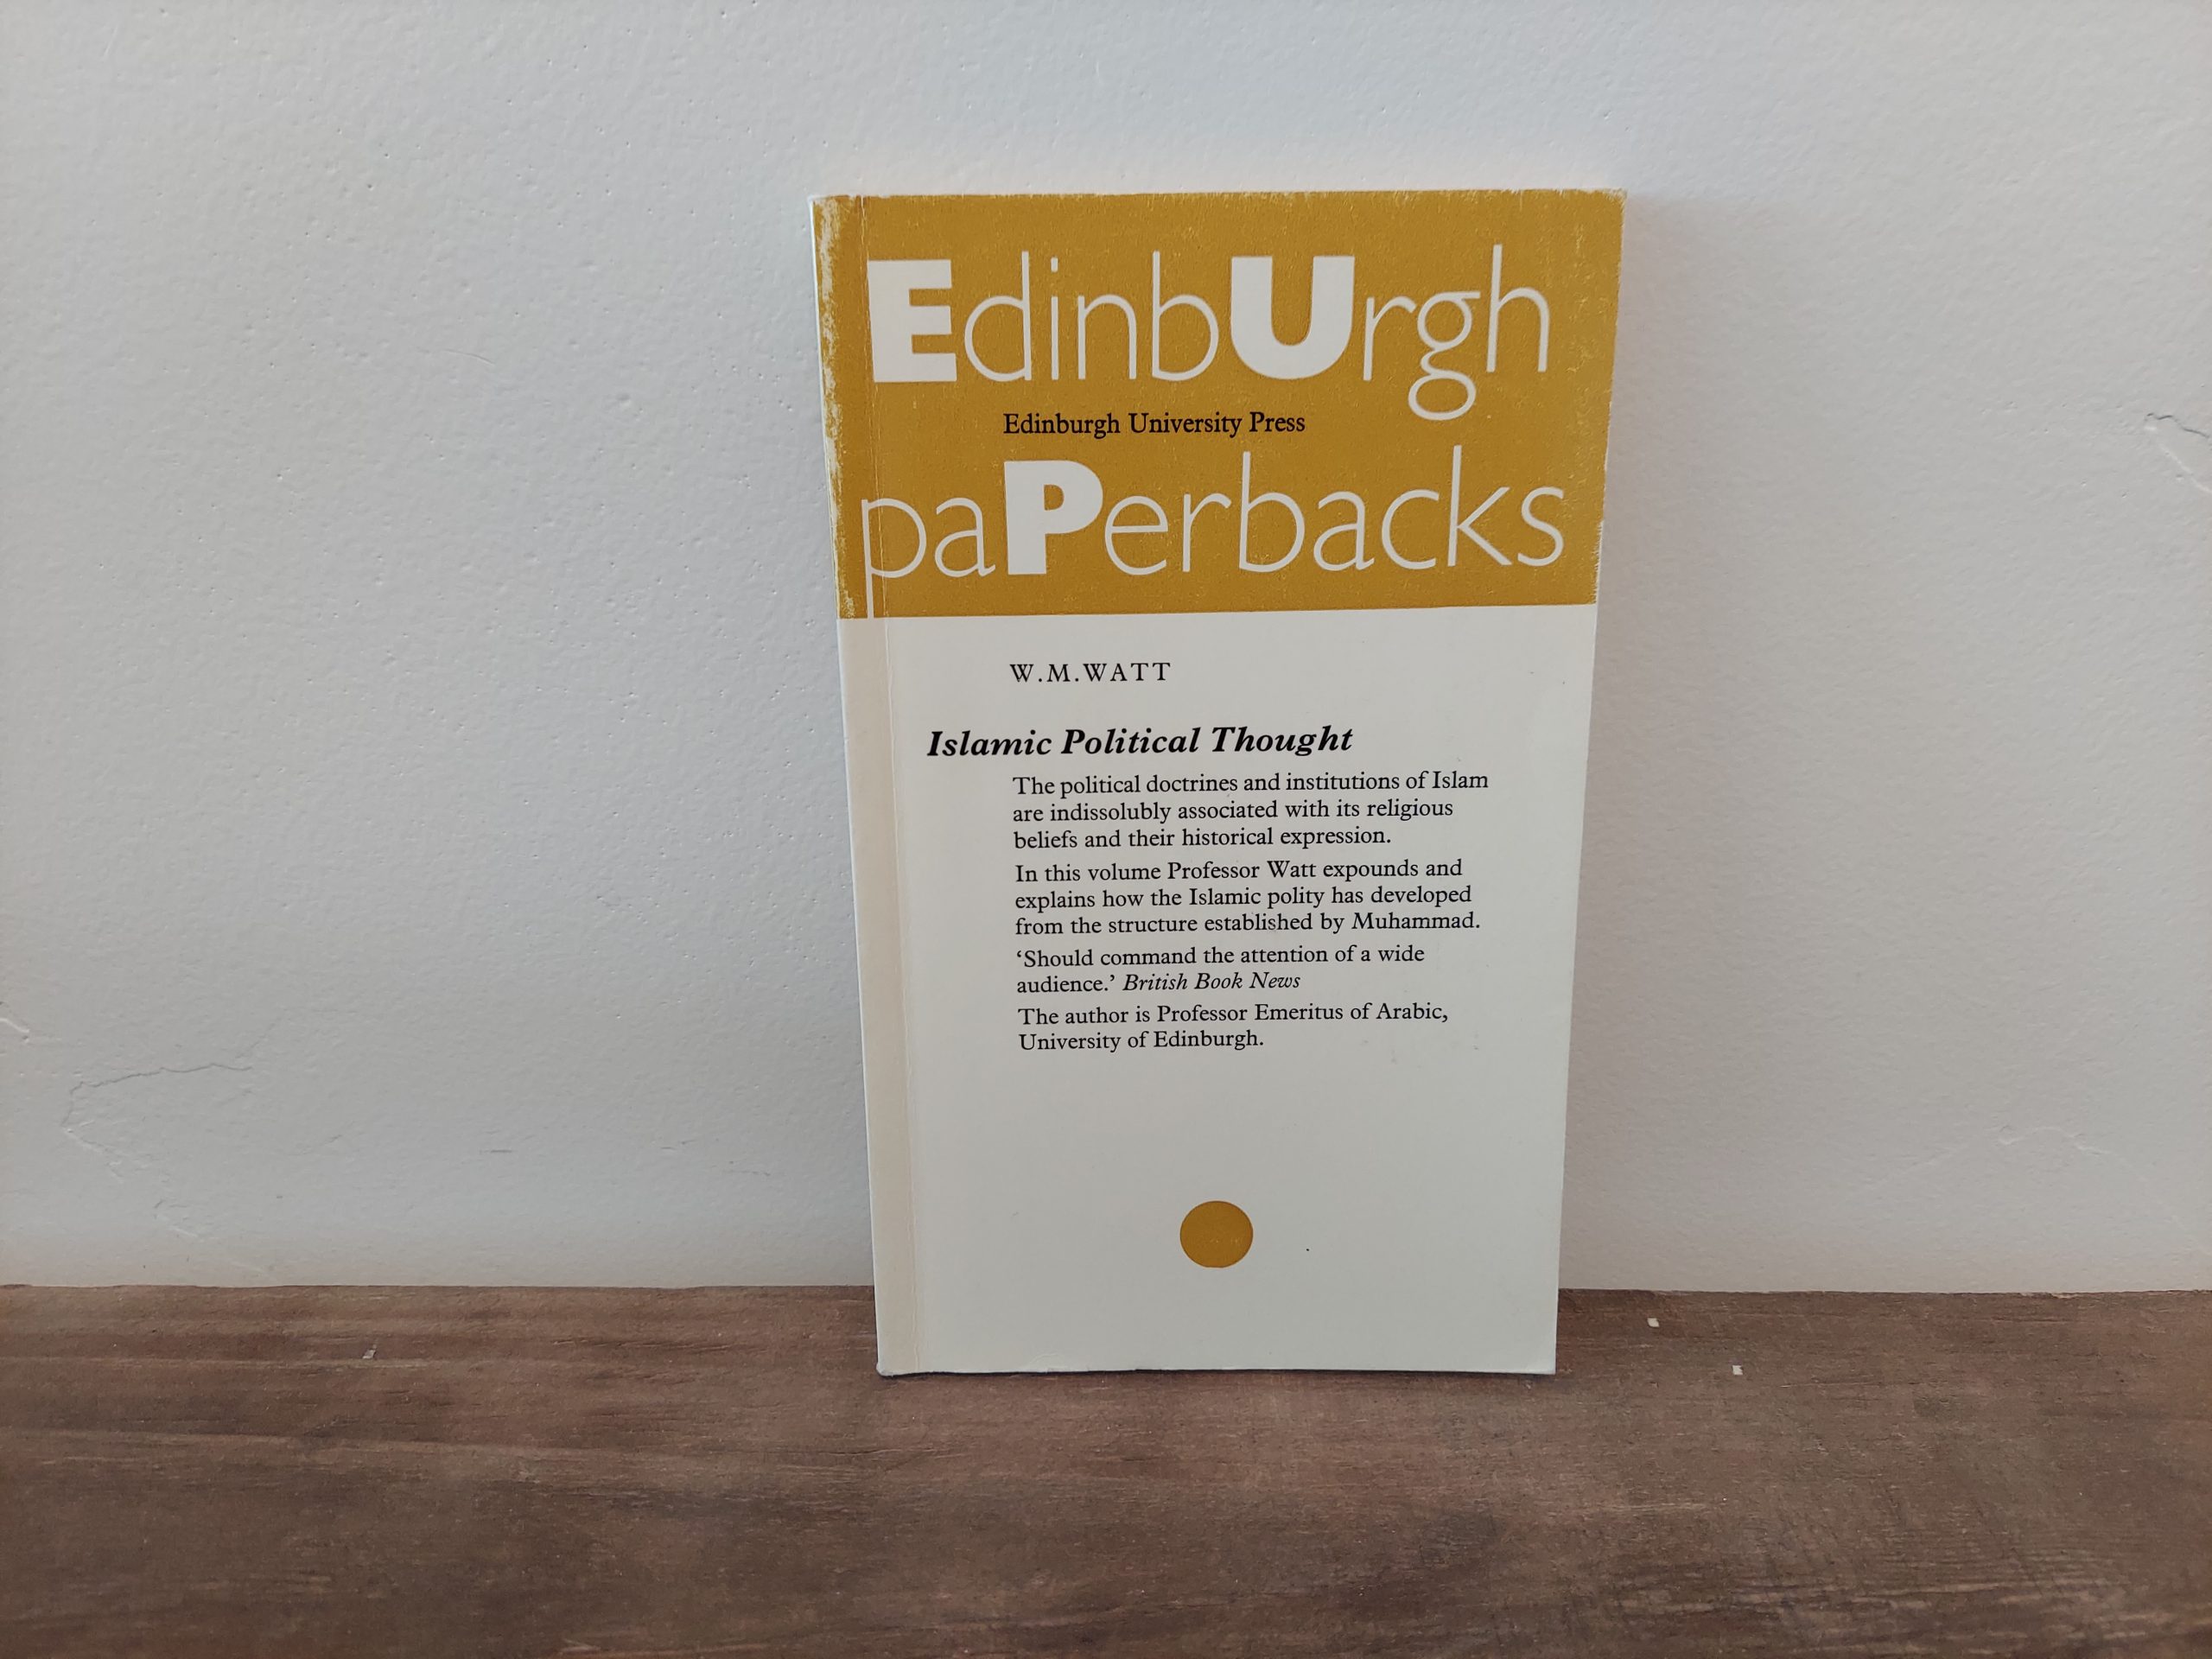 EdinbUrgh
Edinburgh University Press
paPerbacks
W.M.WATT
Islamic Political Thought
The political doctrines and institutions of Islam
are indissolubly associated with its religious
beliefs and their historical expression.
In this volume Professor Watt expounds and
explains how the Islamic polity has developed
from the structure established by Muhammad.
‘Should command the attention of a wide
audience.’ British Book News
The author is Professor Emeritus of Arabic,
University of Edinburgh.